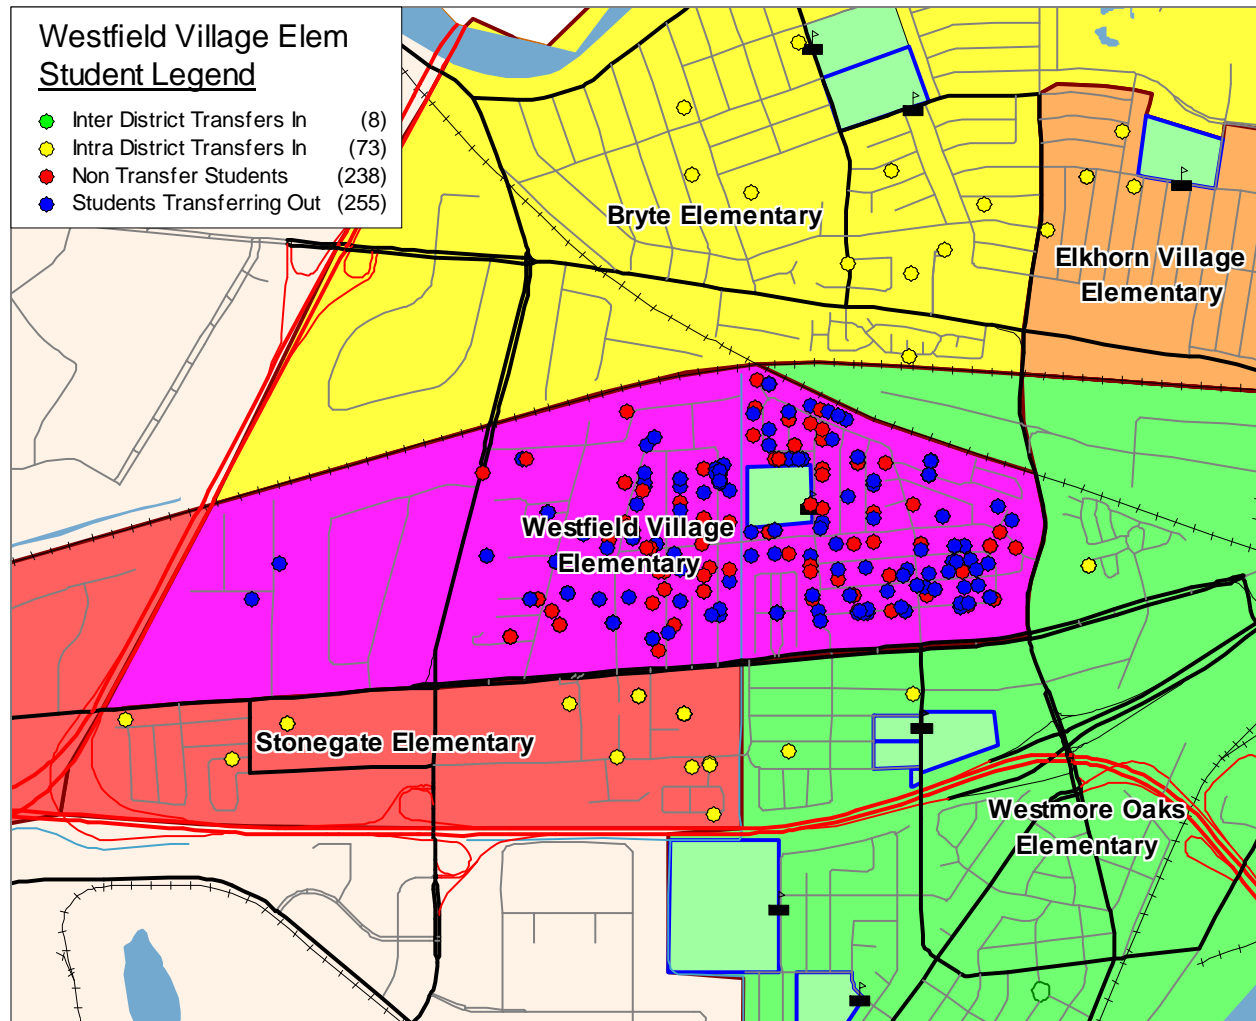 Westfield Village Elem
Student Legend
Inter District Transfers In (8)
Intra District Transfers In (73)
Non Transfer Students (238)
Students Transferring Out (255)
Bryte Elementary
Elkhorn Village
Elementary
Westfield Village
Elementary
Stonegate Elementary
Westmore Oaks
Elementary